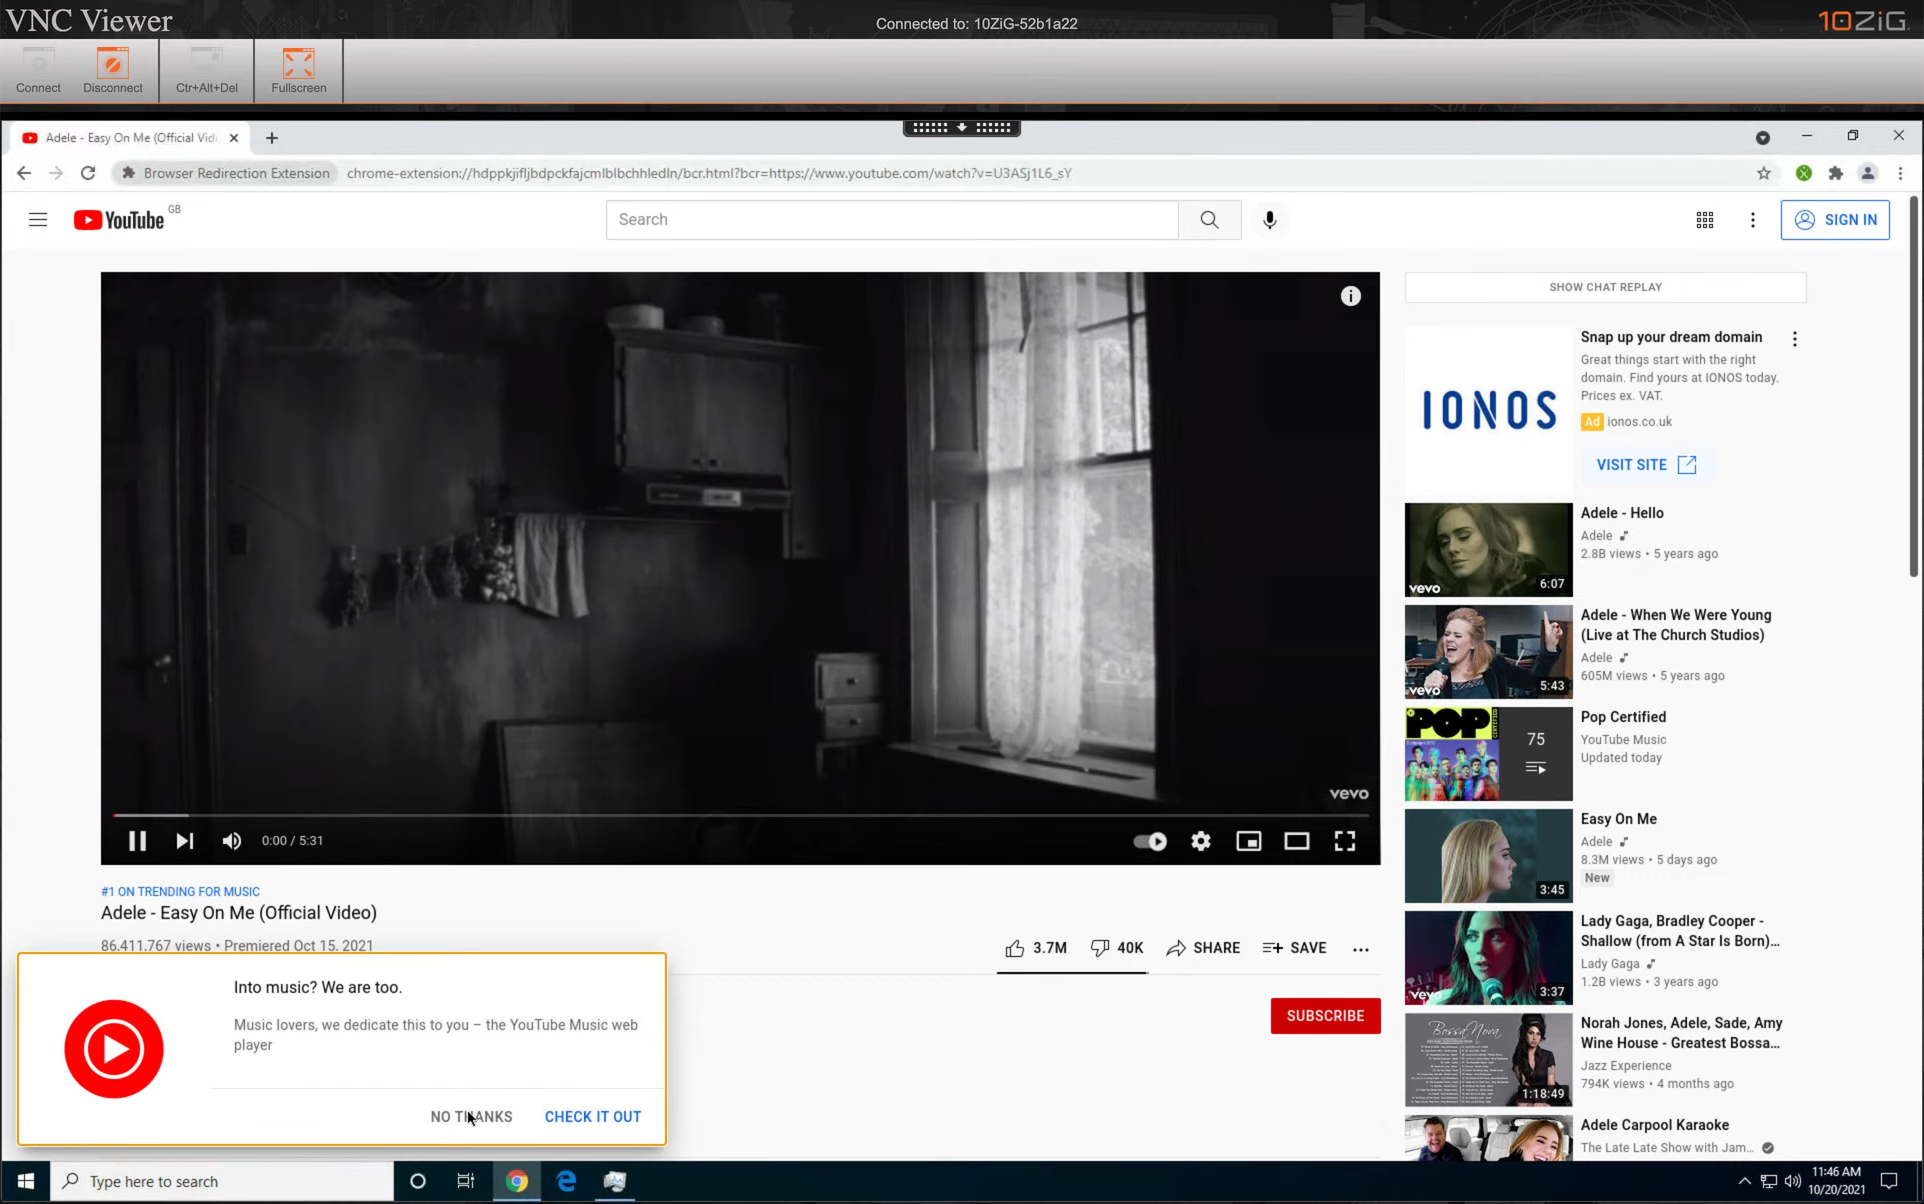 VNC Viewer
Connected to: 10ZiG-52b1a22
10ZiG
Connect
Disconnect
Ctr+Alt+Del
Fullscreen
Adele - Easy On Me (Official Vid
Browser Redirection Extension
chrome-extension://hdppkjifljbdpckfajcmlblbchhledln/bcr.html?bcr=https://www.youtube.com/watch?v=U3ASj1L6_sY
YouTube GB
Search
SIGN IN
SHOW CHAT REPLAY
Snap up your dream domain
Great things start with the right
domain. Find yours at IONOS today.
Prices ex. VAT.
IONOS
Ad ionos.co.uk
VISIT SITE
Adele - Hello
Adele
2.8B views • 5 years ago
vevo
6:07
Adele - When We Were Young
(Live at The Church Studios)
Adele
605M views • 5 years ago
vevo
5:43
POP
CERTIFIED
75
Pop Certified
YouTube Music
Updated today
vevo
0:00 / 5:31
Easy On Me
Adele
8.3M views • 5 days ago
New
3:45
#1 ON TRENDING FOR MUSIC
Adele - Easy On Me (Official Video)
86,411,767 views • Premiered Oct 15, 2021
3.7M
40K
SHARE
SAVE
SUBSCRIBE
Lady Gaga, Bradley Cooper -
Shallow (from A Star Is Born)...
Lady Gaga
1.2B views • 3 years ago
vevo
3:37
Bossa Nova
Norah Jones, Adele, Sade, Amy
Wine House - Greatest Bossa...
Jazz Experience
794K views • 4 months ago
1:18:49
Adele Carpool Karaoke
The Late Late Show with Jam...
Into music? We are too.
Music lovers, we dedicate this to you – the YouTube Music web
player
NO THANKS
CHECK IT OUT
Type here to search
11:46 AM
10/20/2021